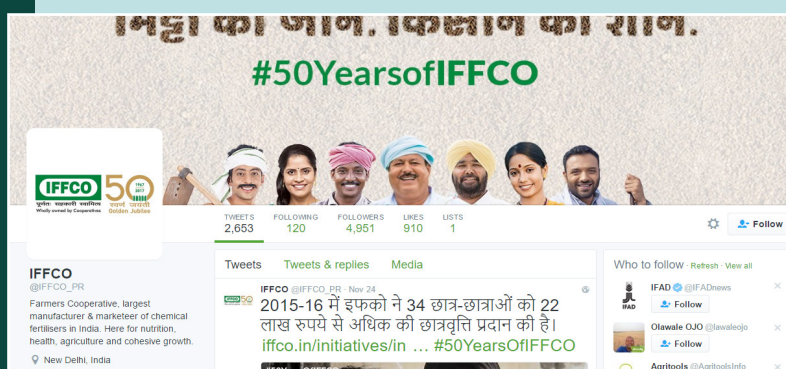 मिट्टी की जान, किसान की शान.
#50YearsofIFFCO
IFFCO 50
1967
2017
पूर्णतः सहकारी स्वामित्व
स्वर्ण जयंती
Wholly owned by Cooperatives
Golden Jubilee
TWEETS FOLLOWING FOLLOWERS LIKES LISTS
2,653 120 4,951 910 1
Follow
IFFCO
@IFFCO_PR
Farmers Cooperative, largest
manufacturer & marketeer of chemical
fertilisers in India. Here for nutrition,
health, agriculture and cohesive growth.
New Delhi, India
Tweets Tweets & replies Media
IFFCO @IFFCO_PR · Nov 24
2015-16 में इफको ने 34 छात्र-छात्राओं को 22
लाख रुपये से अधिक की छात्रवृत्ति प्रदान की है।
iffco.in/initiatives/in … #50YearsOfIFFCO
Who to follow · Refresh · View all
IFAD @IFADnews
IFAD
Follow
Olawale OJO @lawaleojo
Follow
Agritools @AgritoolsInfo